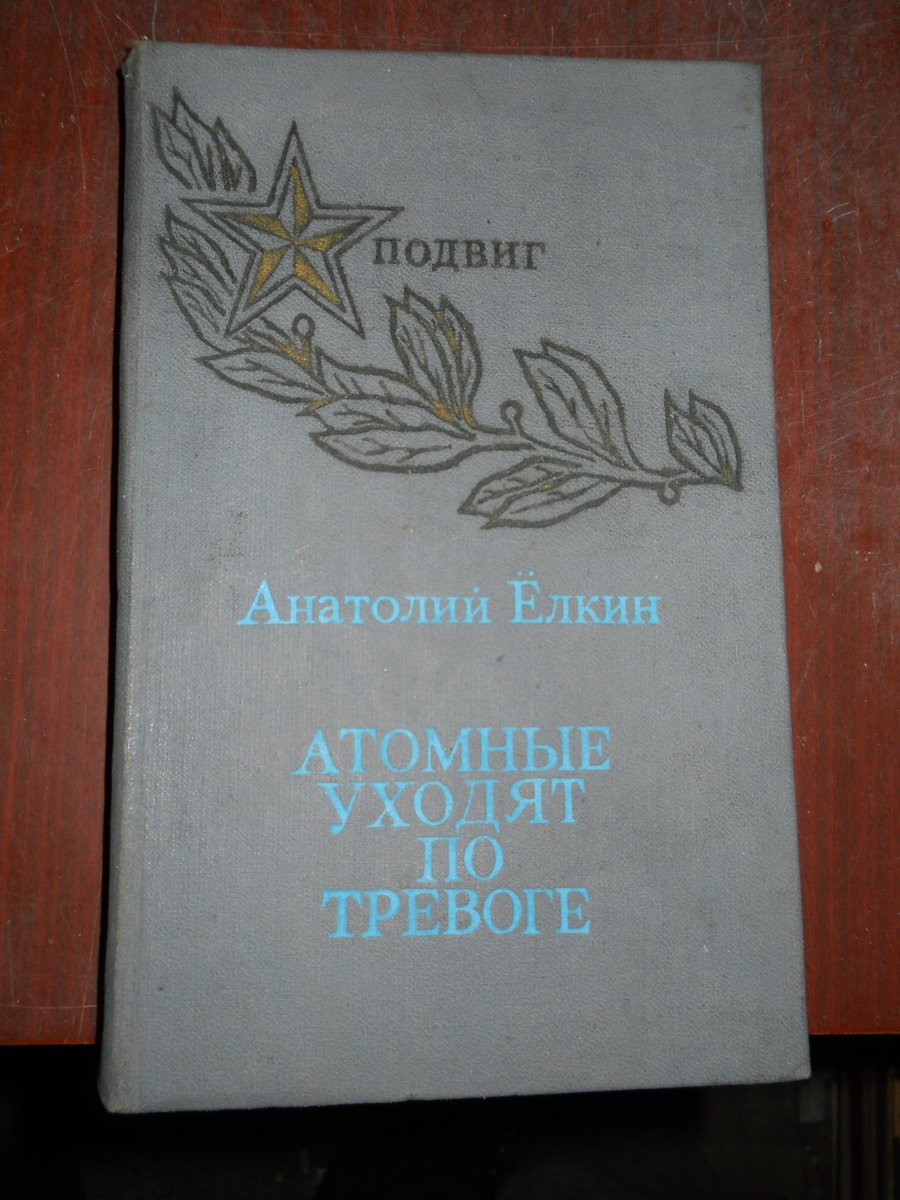 ПОДВИГ
Анатолий Ёлкин
АТОМНЫЕ
УХОДЯТ
ПО
ТРЕВОГЕ